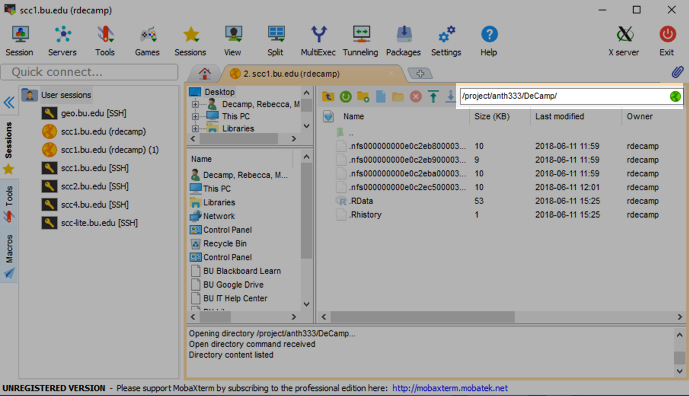 scc1.bu.edu (rdecamp)
Session Servers Tools Games Sessions View Split MultiExec Tunneling Packages Settings Help X server Exit
Quick connect...
2. scc1.bu.edu (rdecamp)
User sessions
geo.bu.edu [SSH]
scc1.bu.edu (rdecamp)
scc1.bu.edu (rdecamp) (1)
scc1.bu.edu [SSH]
scc2.bu.edu [SSH]
scc4.bu.edu [SSH]
scc-lite.bu.edu [SSH]
Sessions
Tools
Macros
Desktop
Decamp, Rebecca, M...
This PC
Libraries
Name
Decamp, Rebecca, M...
This PC
Libraries
Network
Control Panel
Recycle Bin
Control Panel
BU Blackboard Learn
BU Google Drive
BU IT Help Center
/project/anth333/DeCamp/
Name Size (KB) Last modified Owner
..
.nfs000000000e0c2eb800003... 10 2018-06-11 11:59 rdecamp
.nfs000000000e0c2eb900003... 9 2018-06-11 11:59 rdecamp
.nfs000000000e0c2eba00003... 10 2018-06-11 11:59 rdecamp
.nfs000000000e0c2ec500003... 10 2018-06-11 12:01 rdecamp
.RData 53 2018-06-11 15:25 rdecamp
.Rhistory 1 2018-06-11 15:25 rdecamp
Opening directory /project/anth333/DeCamp...
Open directory command received
Directory content listed
UNREGISTERED VERSION - Please support MobaXterm by subscribing to the professional edition here: http://mobaxterm.mobatek.net